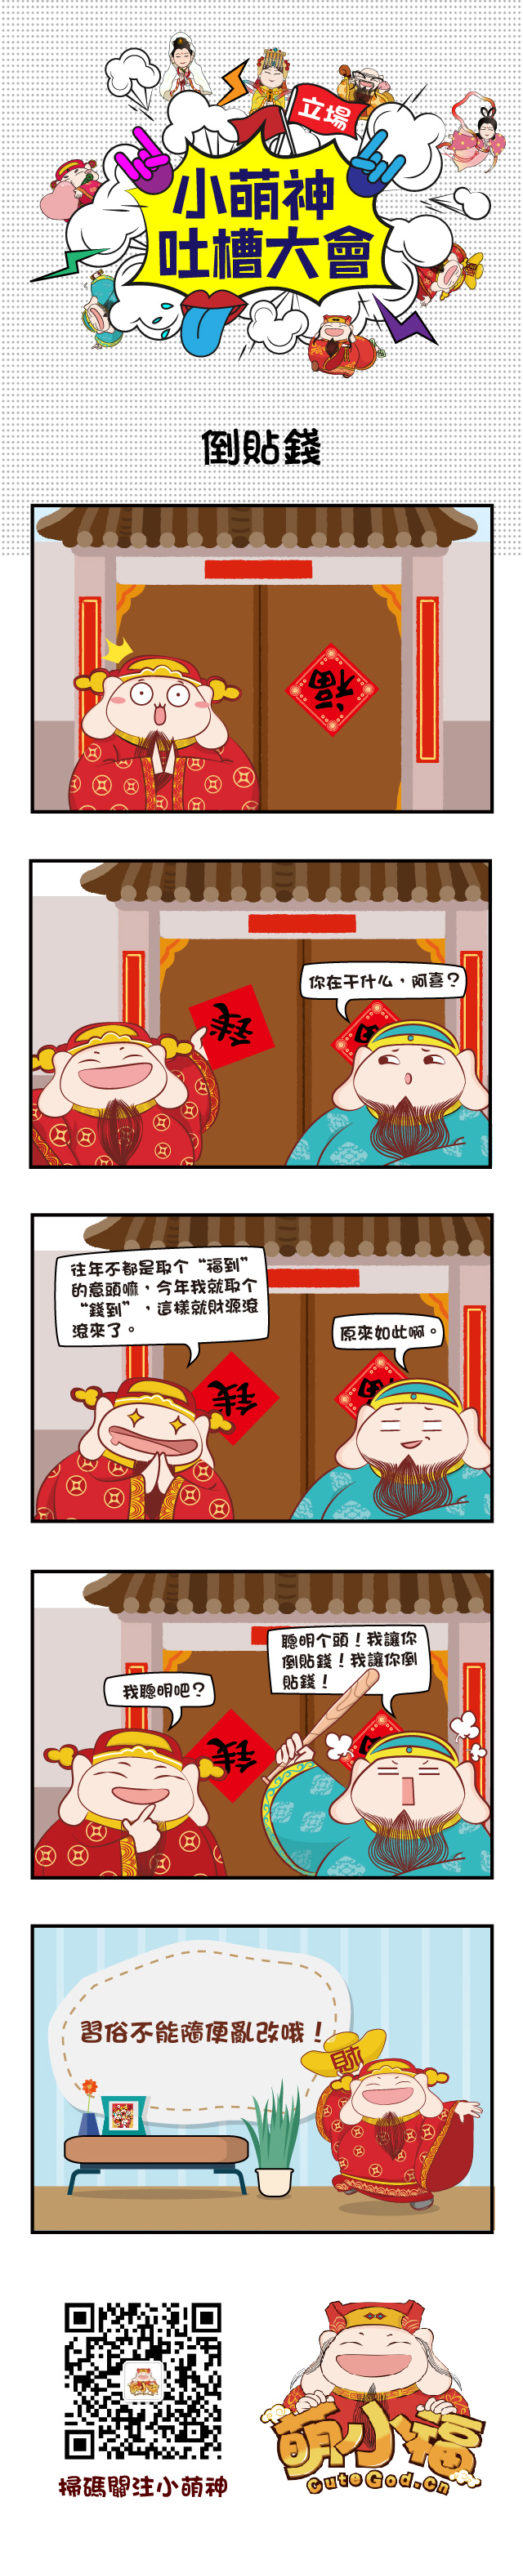 立場
小萌神
吐槽大會
倒貼錢
福
你在干什么，阿喜？
钱
往年不都是取个“福到”
的意頭嘛，今年我就取个
“錢到”，這樣就財源滾
滾來了。
原來如此啊。
钱
我聰明吧？
聰明个頭！我讓你
倒貼錢！我讓你倒
貼錢！
钱
習俗不能隨便亂改哦！
財
掃碼關注小萌神
萌小福
CuteGod.cn